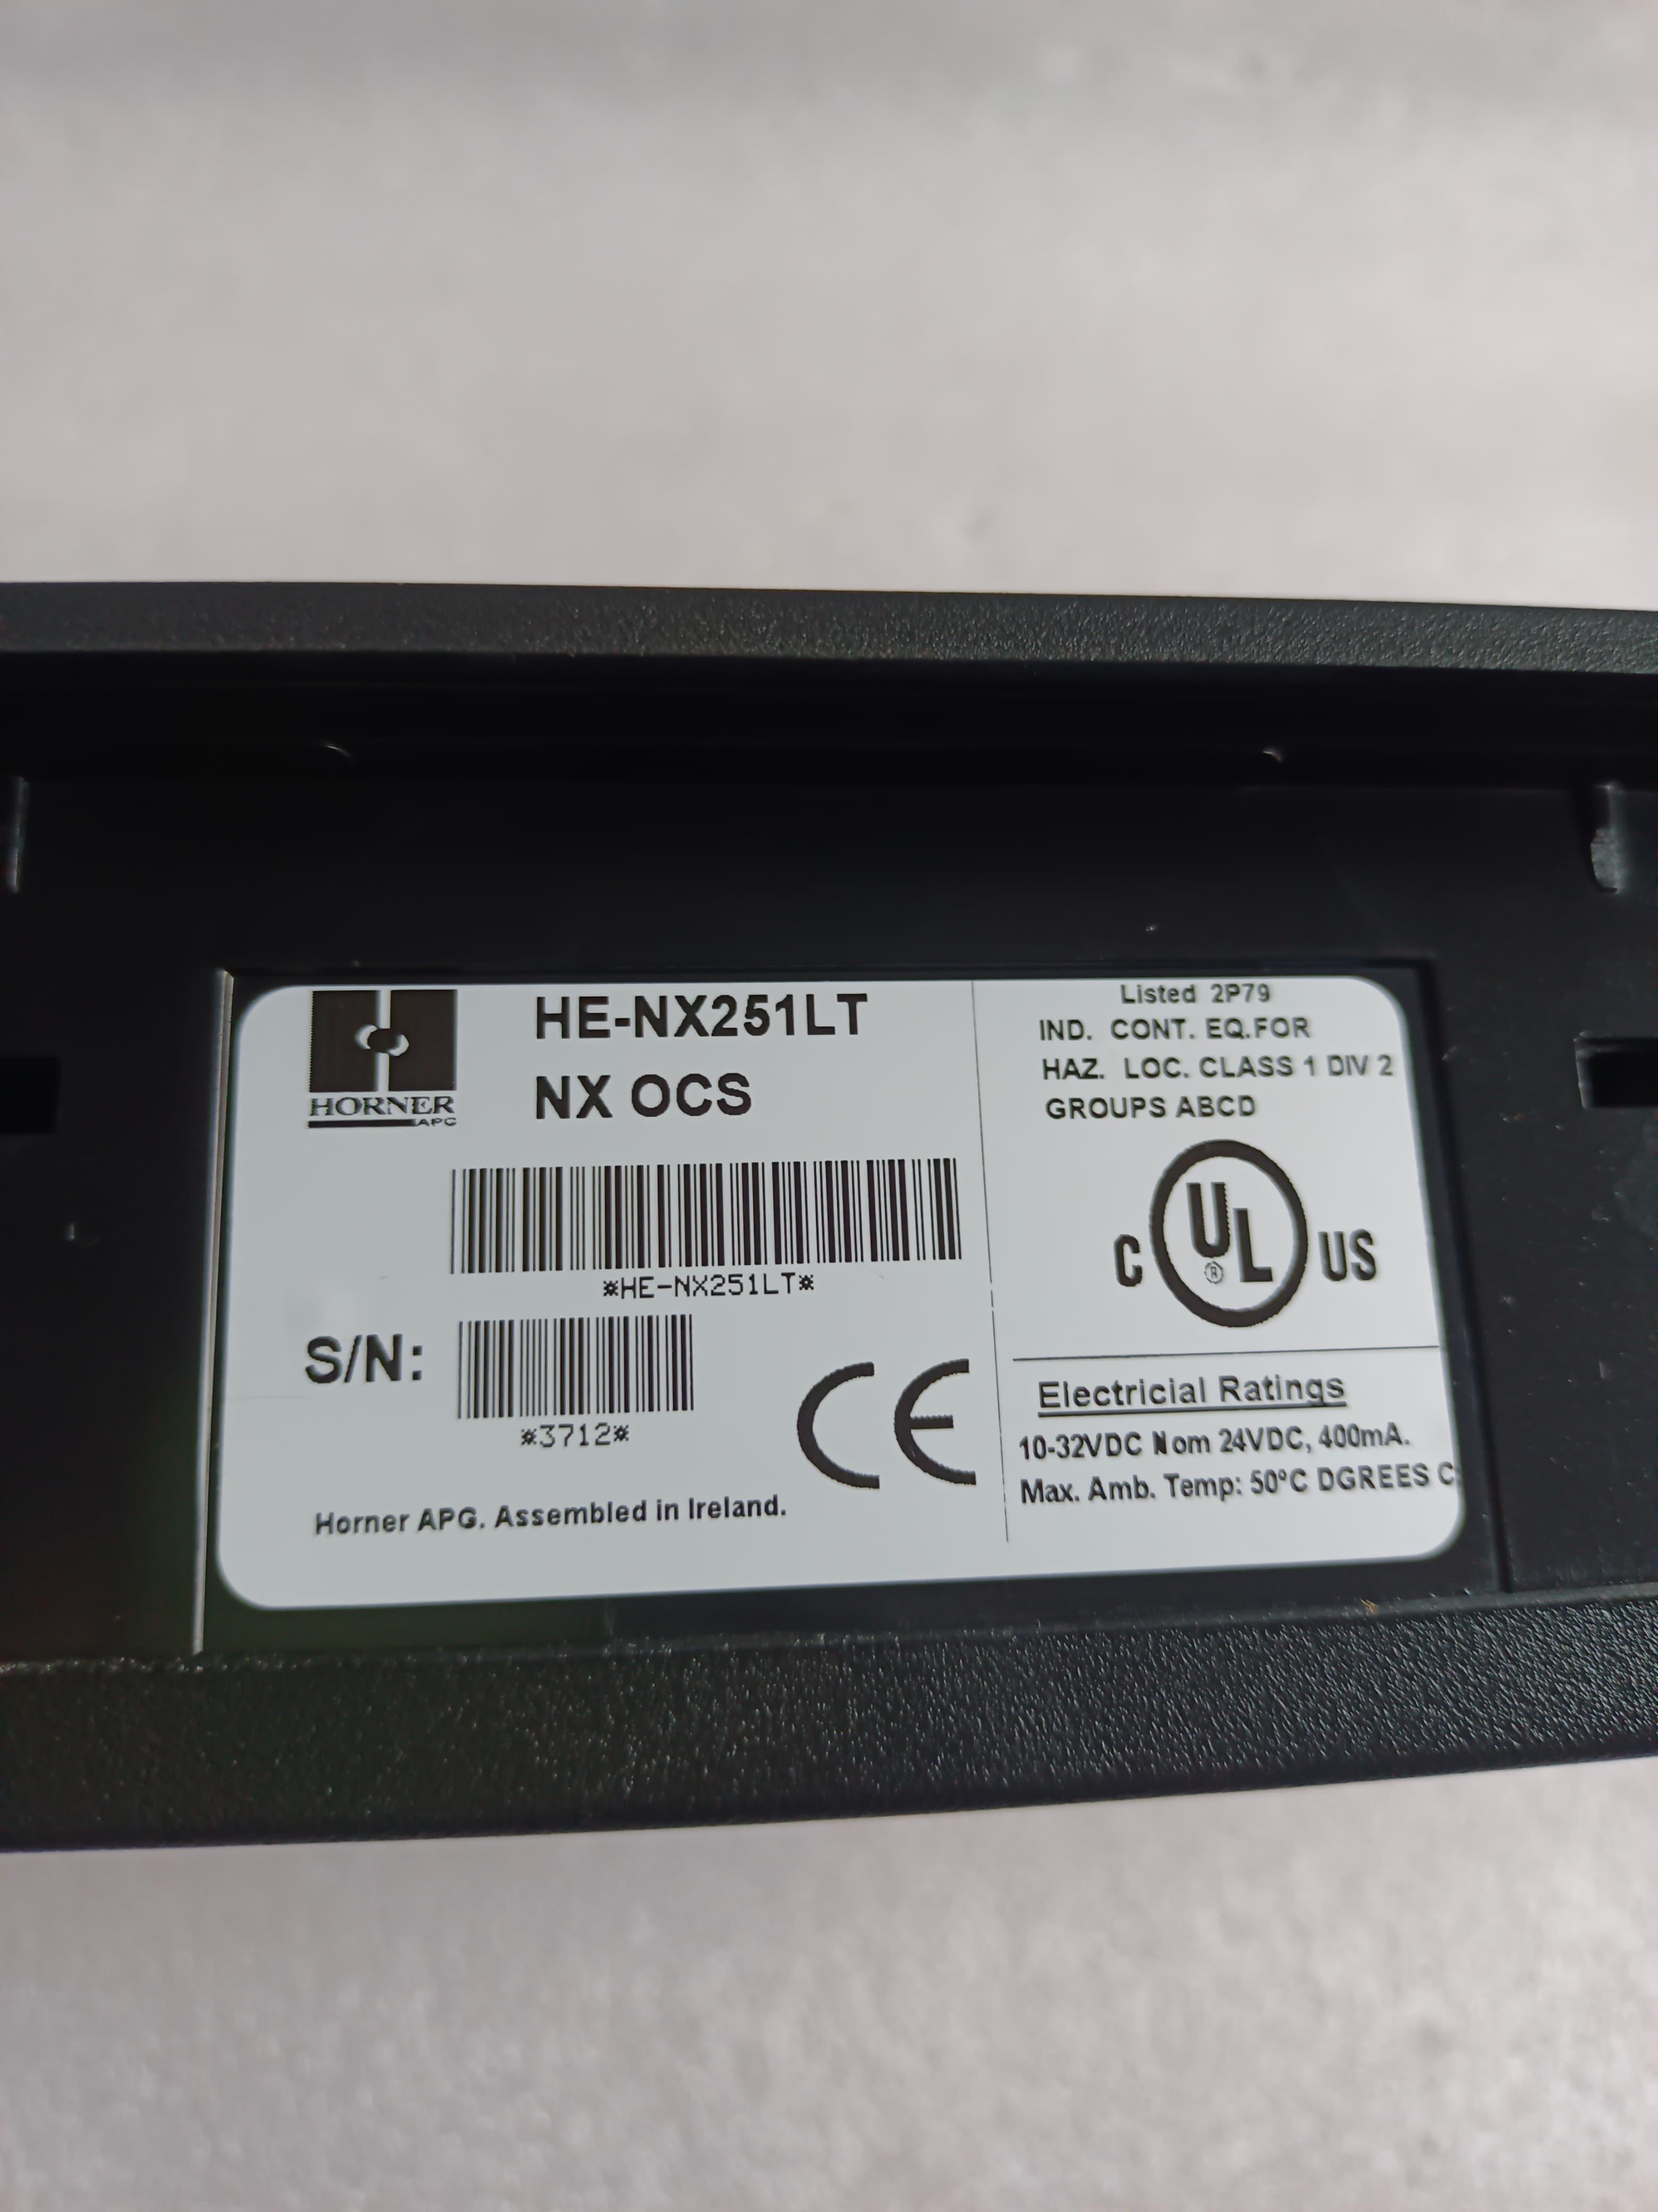 HORNER
APG
HE-NX251LT
NX OCS
*HE-NX251LT*
S/N:
*3712*
CE
Horner APG. Assembled in Ireland.
Listed 2P79
IND. CONT. EQ.FOR
HAZ. LOC. CLASS 1 DIV 2
GROUPS ABCD
C UL® US
Electricial Ratings
10-32VDC Nom 24VDC, 400mA.
Max. Amb. Temp: 50°C DGREES C